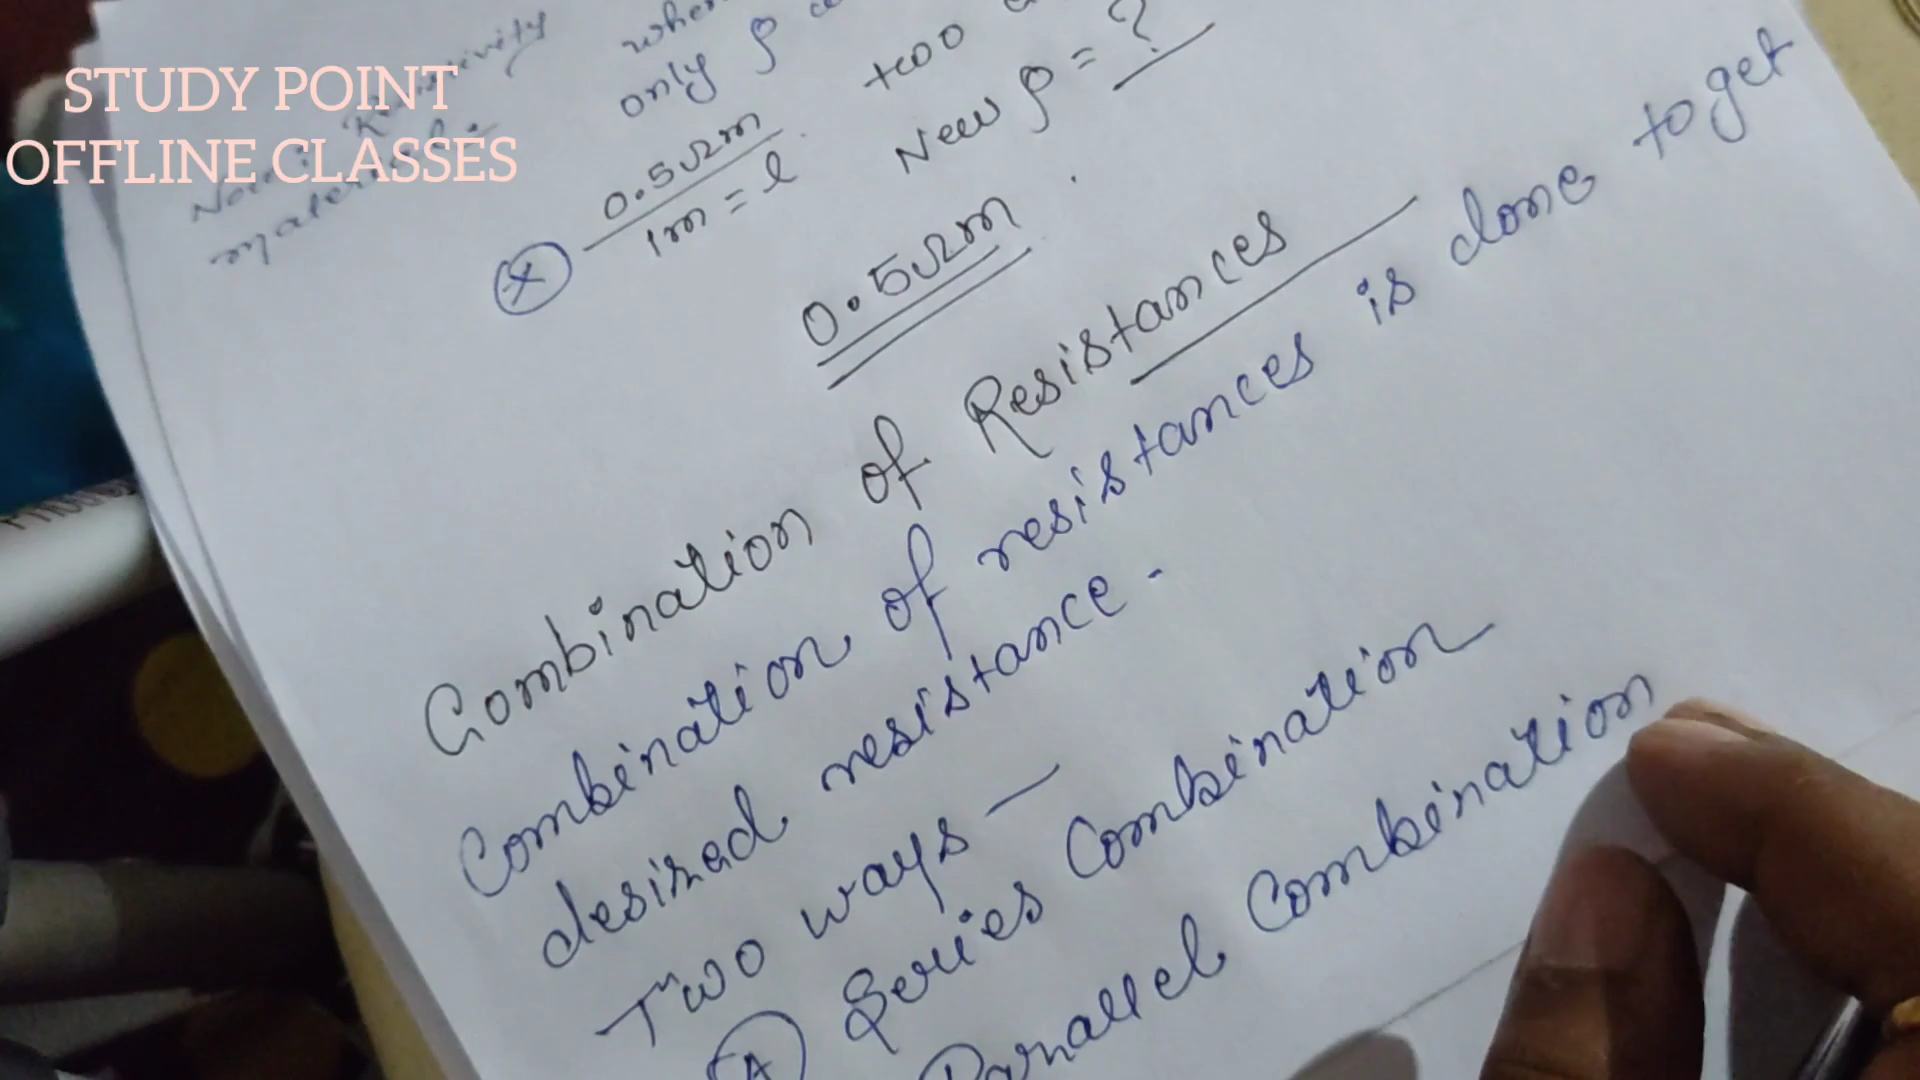 STUDY POINT
OFFLINE CLASSES
only ρ
0.5Ωm
1m = l
New ρ = ?
0.5Ωm
Combination of Resistances
Combination of resistances is done to get
desired resistance.
Two ways —
A Series Combination
Parallel Combination